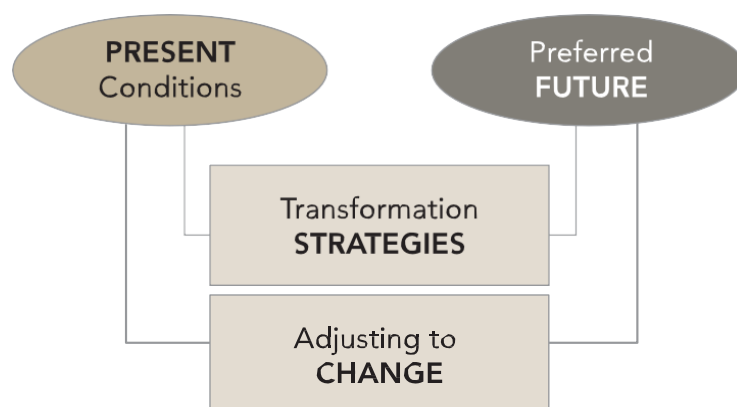 PRESENT
Conditions
Preferred
FUTURE
Transformation
STRATEGIES
Adjusting to
CHANGE